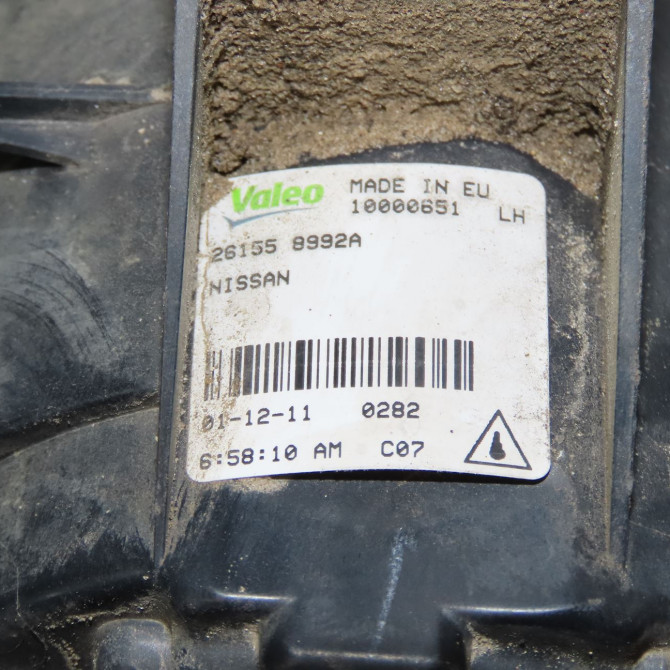 Valeo MADE IN EU
10000651 LH
26155 8992A
NISSAN
01-12-11 0282
6:58:10 AM C07